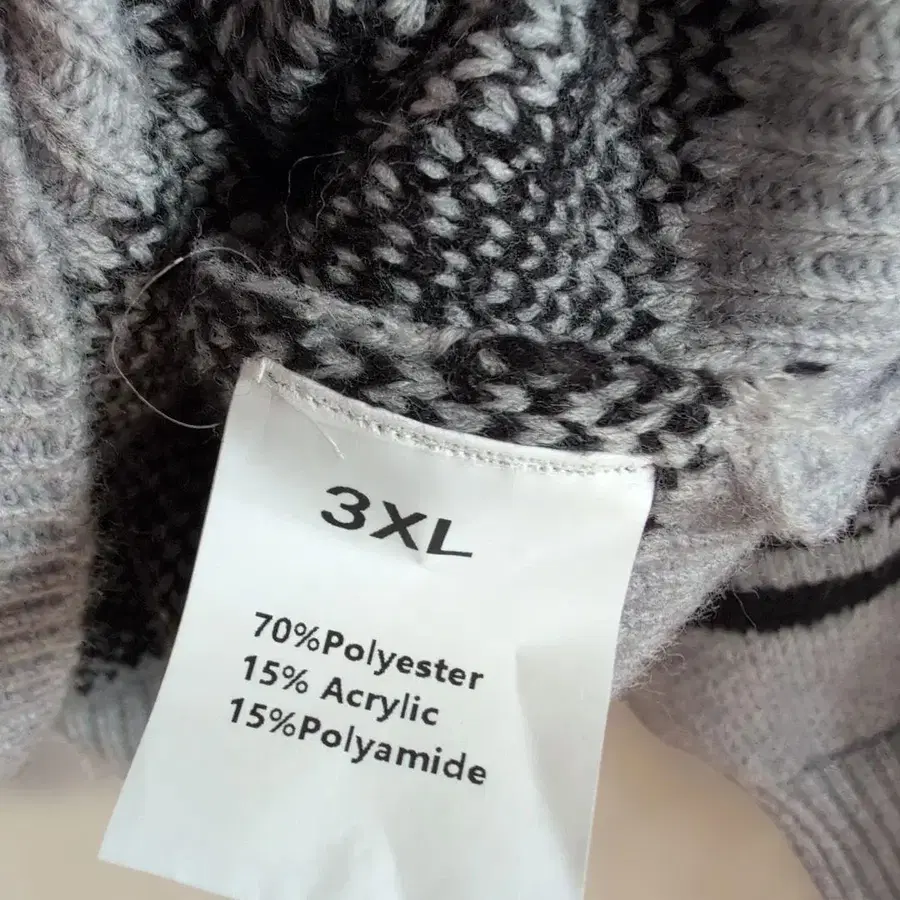 3XL
70%Polyester
15% Acrylic
15%Polyamide